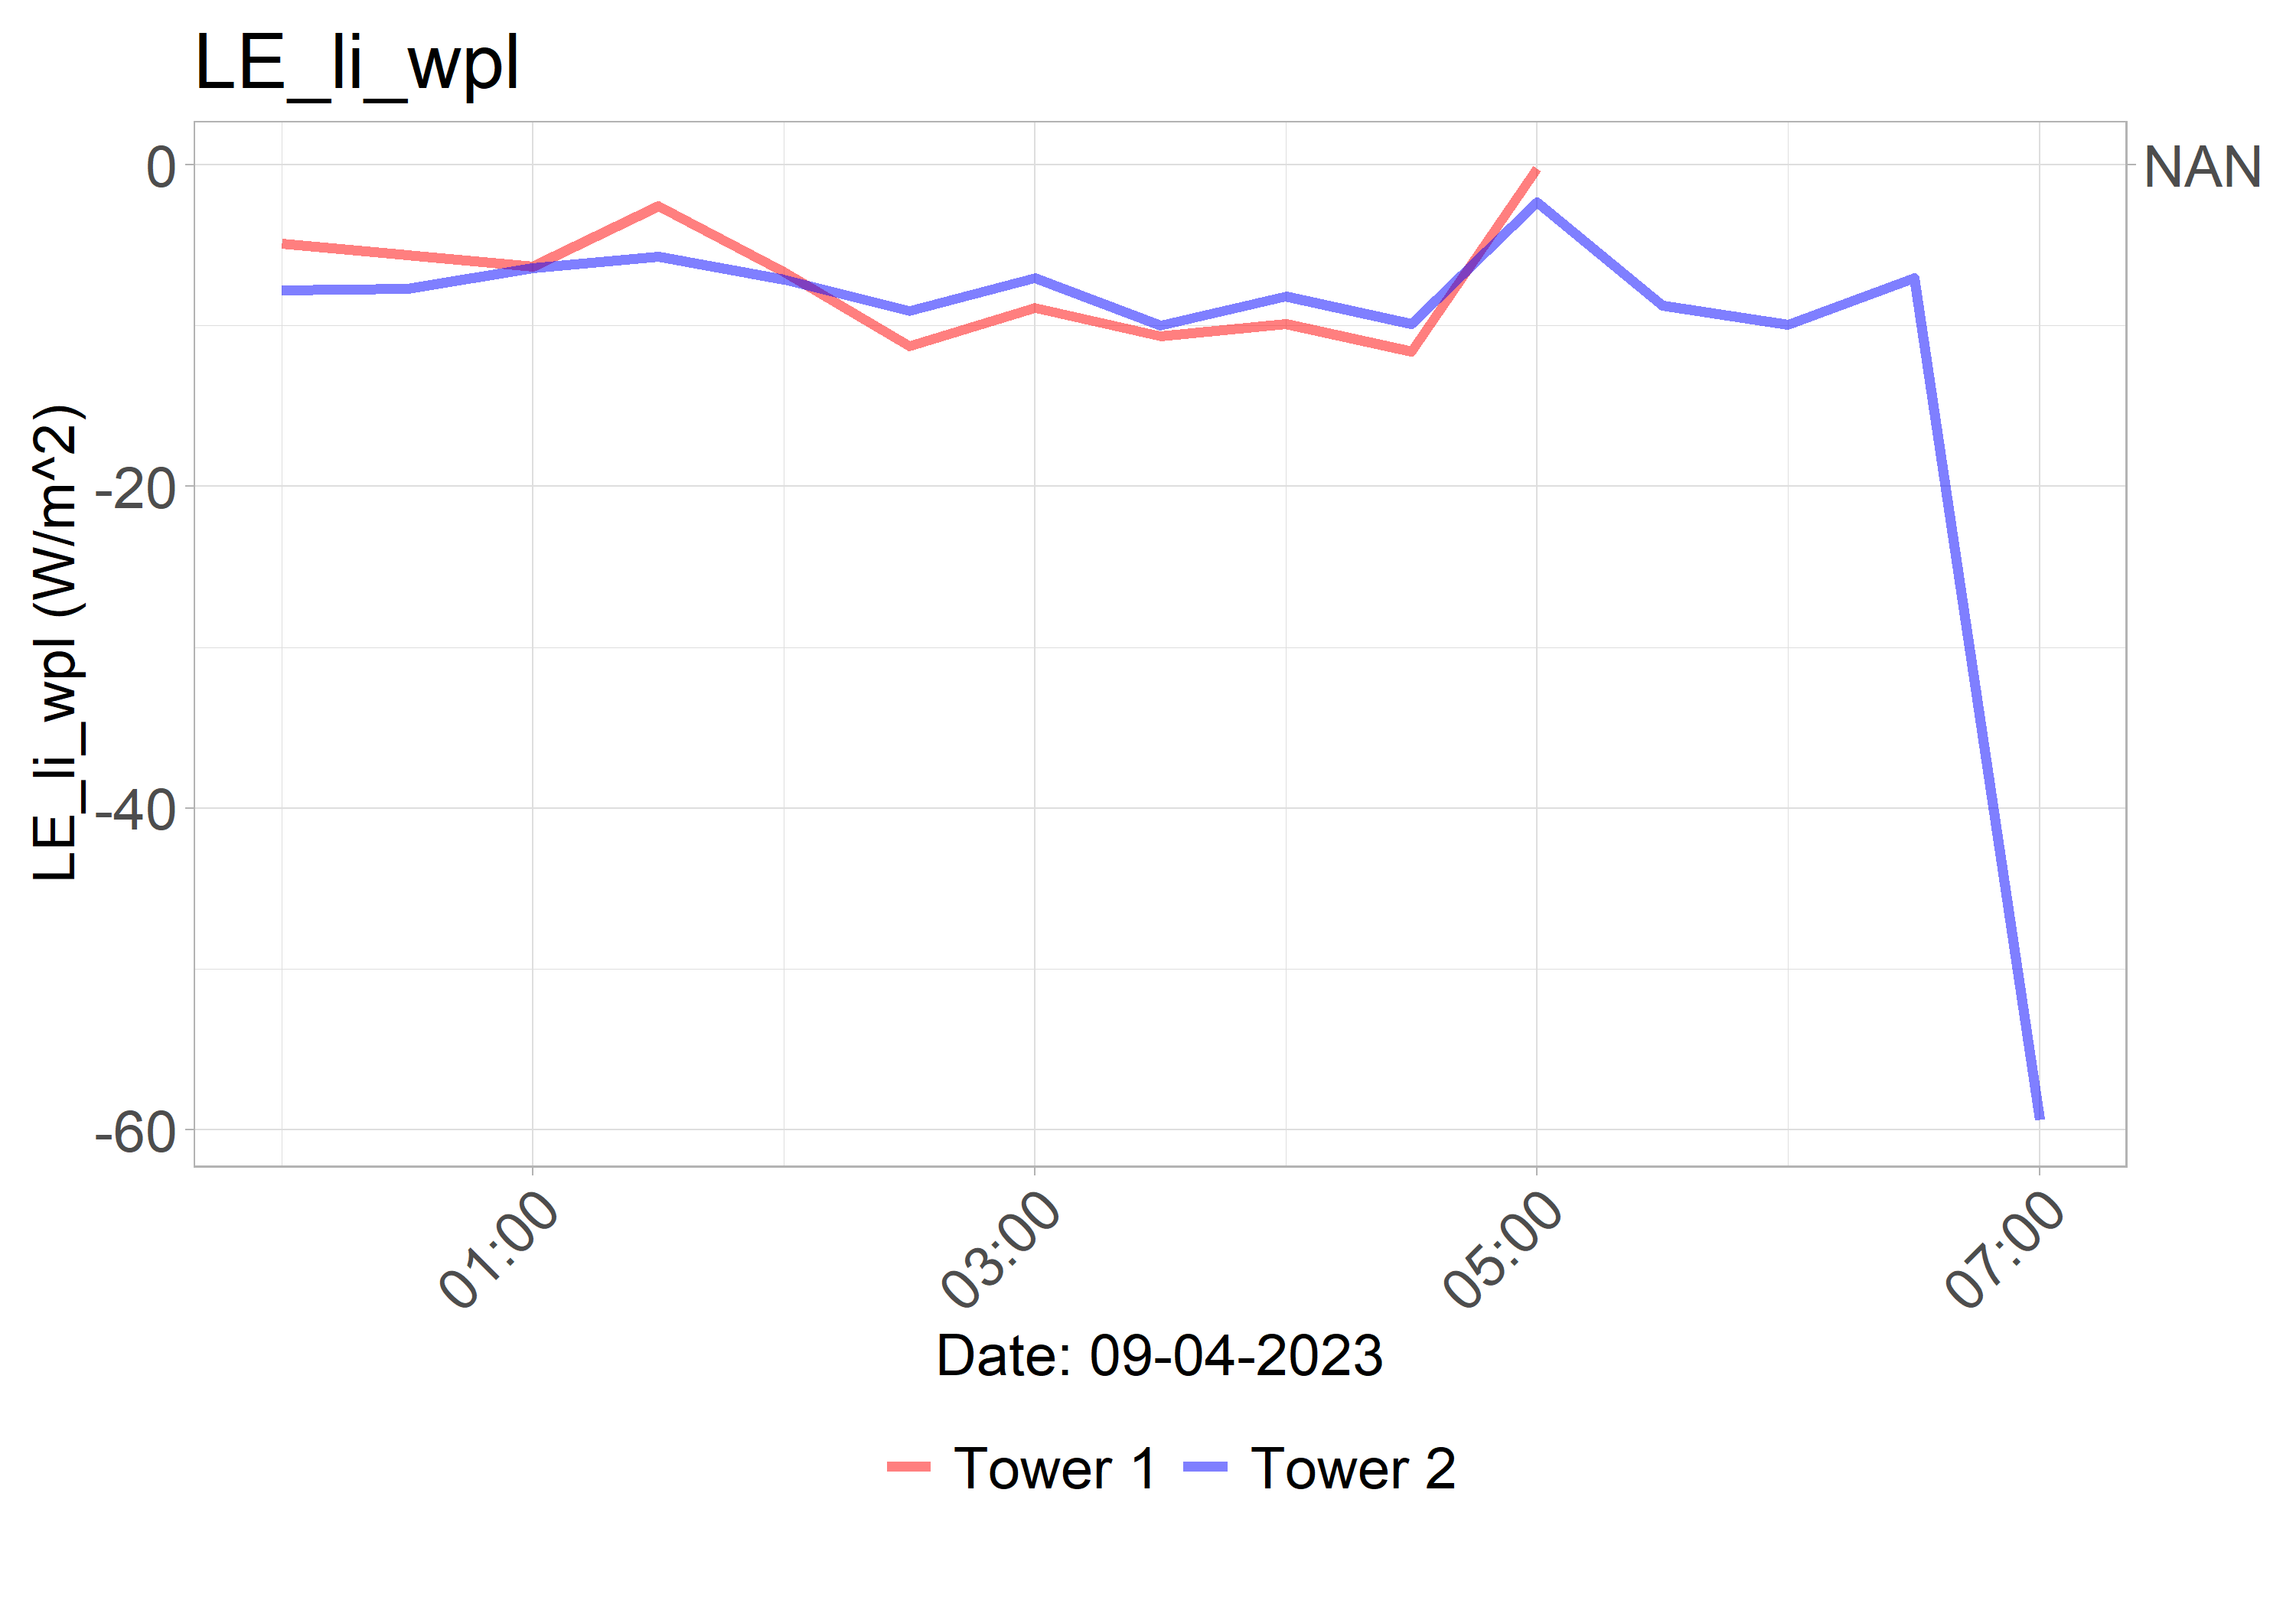 LE_li_wpl
LE_li_wpl (W/m^2)
0
-20
-40
-60
NAN
01:00
03:00
05:00
07:00
Date: 09-04-2023
Tower 1
Tower 2